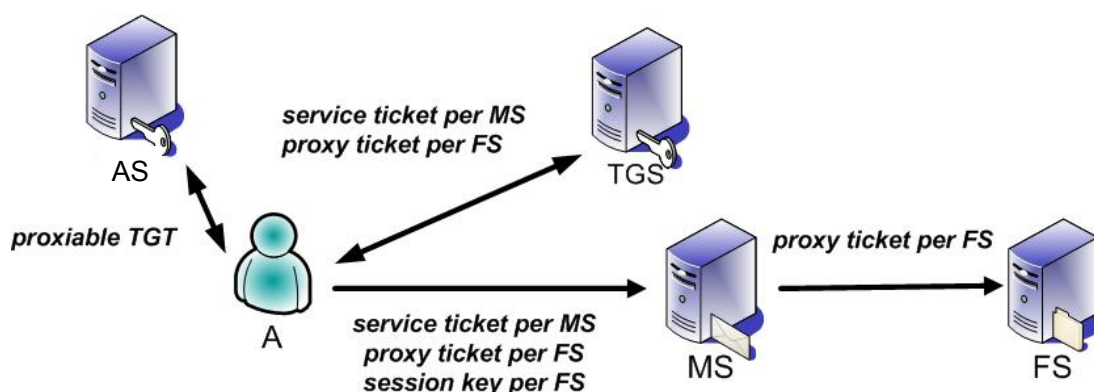 service ticket per MS
proxy ticket per FS
AS
TGS
proxiable TGT
proxy ticket per FS
A
service ticket per MS
proxy ticket per FS
session key per FS
MS
FS